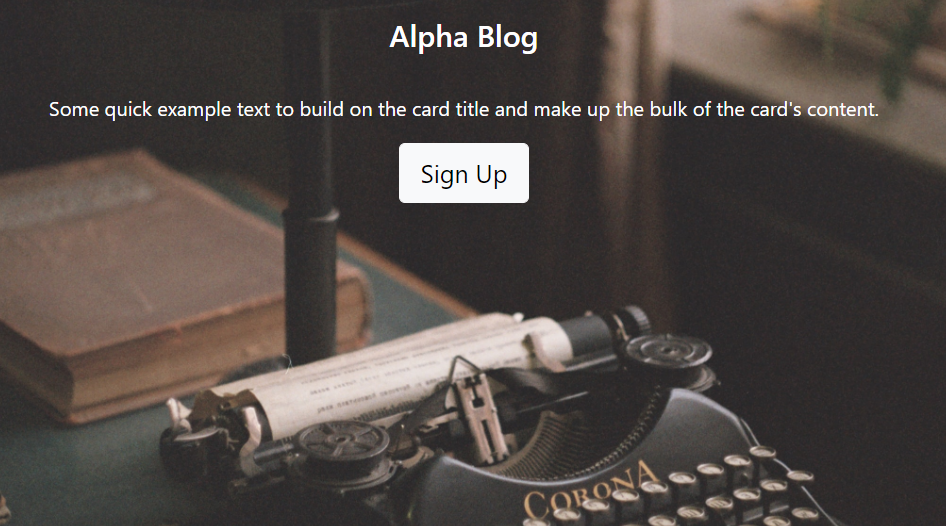 Alpha Blog
Some quick example text to build on the card title and make up the bulk of the card's content.
Sign Up
CORONA